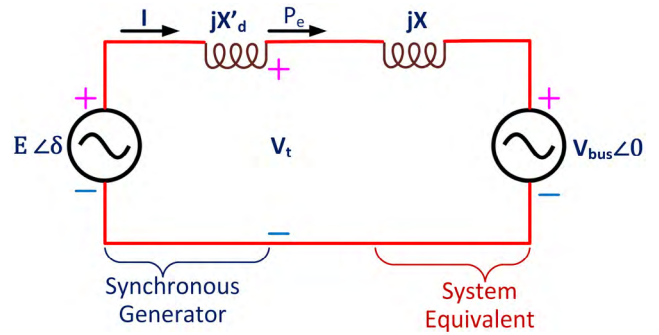 I jX'd Pe jX
+ + +
E ∠δ Vt Vbus∠0
− − −
Synchronous
Generator
System
Equivalent